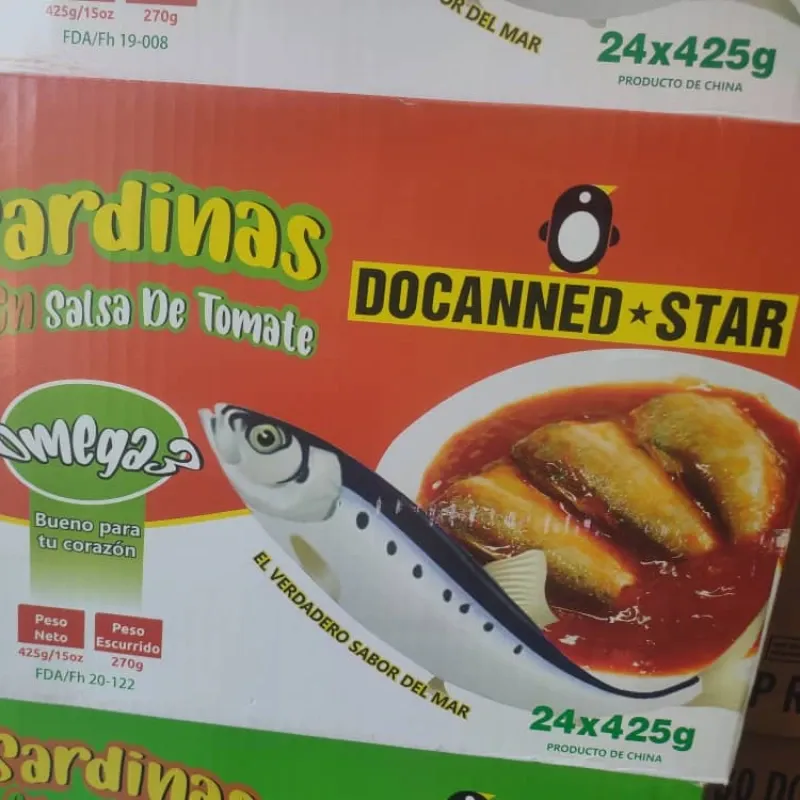 425g/15oz
270g
FDA/Fh 19-008
DEL MAR
24x425g
PRODUCTO DE CHINA
ardinas
en Salsa De Tomate
DOCANNED★STAR
Omega3
Bueno para
tu corazón
EL VERDADERO SABOR DEL MAR
Peso
Neto
425g/15oz
Peso
Escurrido
270g
FDA/Fh 20-122
24x425g
PRODUCTO DE CHINA
Sardinas